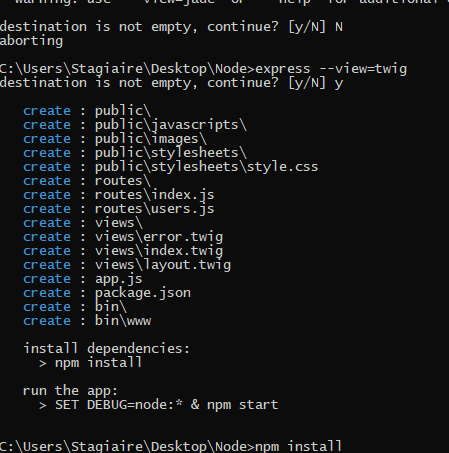 warning: use `--view=jade` or `--help` for additional
destination is not empty, continue? [y/N] N
aborting
C:\Users\Stagiaire\Desktop\Node>express --view=twig
destination is not empty, continue? [y/N] y
create : public\
create : public\javascripts\
create : public\images\
create : public\stylesheets\
create : public\stylesheets\style.css
create : routes\
create : routes\index.js
create : routes\users.js
create : views\
create : views\error.twig
create : views\index.twig
create : views\layout.twig
create : app.js
create : package.json
create : bin\
create : bin\www
install dependencies:
> npm install
run the app:
> SET DEBUG=node:* & npm start
C:\Users\Stagiaire\Desktop\Node>npm install